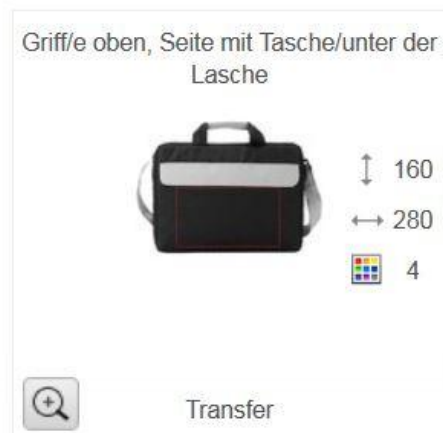 Griff/e oben, Seite mit Tasche/unter der
Lasche
160
280
4
Transfer